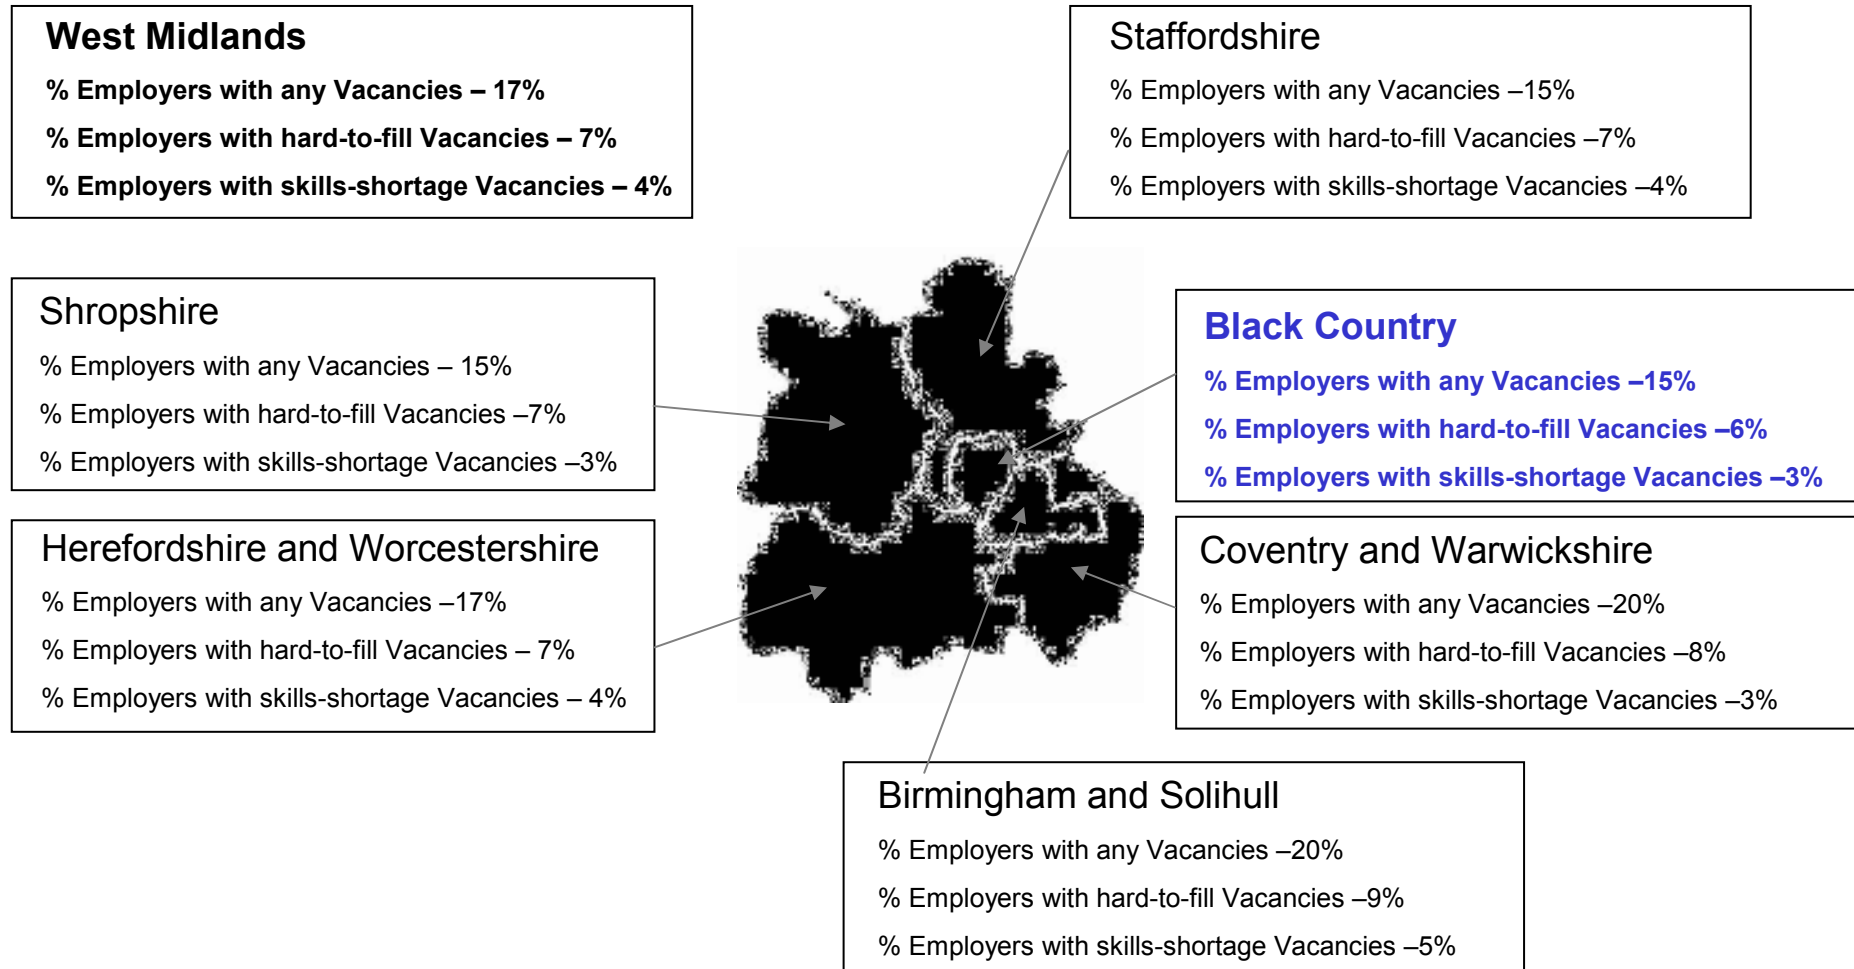 West Midlands
% Employers with any Vacancies – 17%
% Employers with hard-to-fill Vacancies – 7%
% Employers with skills-shortage Vacancies – 4%
Staffordshire
% Employers with any Vacancies –15%
% Employers with hard-to-fill Vacancies –7%
% Employers with skills-shortage Vacancies –4%
Shropshire
% Employers with any Vacancies – 15%
% Employers with hard-to-fill Vacancies –7%
% Employers with skills-shortage Vacancies –3%
Black Country
% Employers with any Vacancies –15%
% Employers with hard-to-fill Vacancies –6%
% Employers with skills-shortage Vacancies –3%
Herefordshire and Worcestershire
% Employers with any Vacancies –17%
% Employers with hard-to-fill Vacancies – 7%
% Employers with skills-shortage Vacancies – 4%
Coventry and Warwickshire
% Employers with any Vacancies –20%
% Employers with hard-to-fill Vacancies –8%
% Employers with skills-shortage Vacancies –3%
Birmingham and Solihull
% Employers with any Vacancies –20%
% Employers with hard-to-fill Vacancies –9%
% Employers with skills-shortage Vacancies –5%